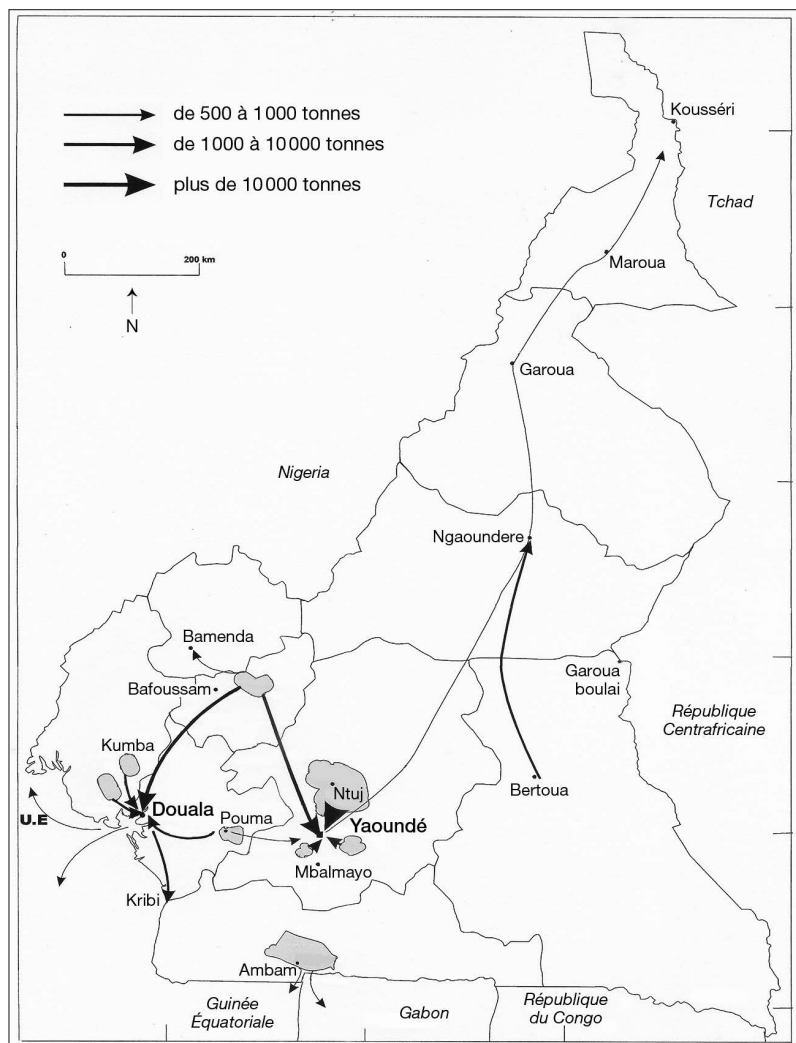 de 500 à 1000 tonnes
de 1000 à 10000 tonnes
plus de 10000 tonnes
0
200 km
N
Kousséri
Tchad
Maroua
Garoua
Nigeria
Ngaoundere
Bamenda
Bafoussam
Garoua
boulai
République
Centrafricaine
Kumba
Bertoua
Ntuj
Douala
Pouma
U.E
Yaoundé
Mbalmayo
Kribi
Ambam
Guinée
Équatoriale
Gabon
République
du Congo